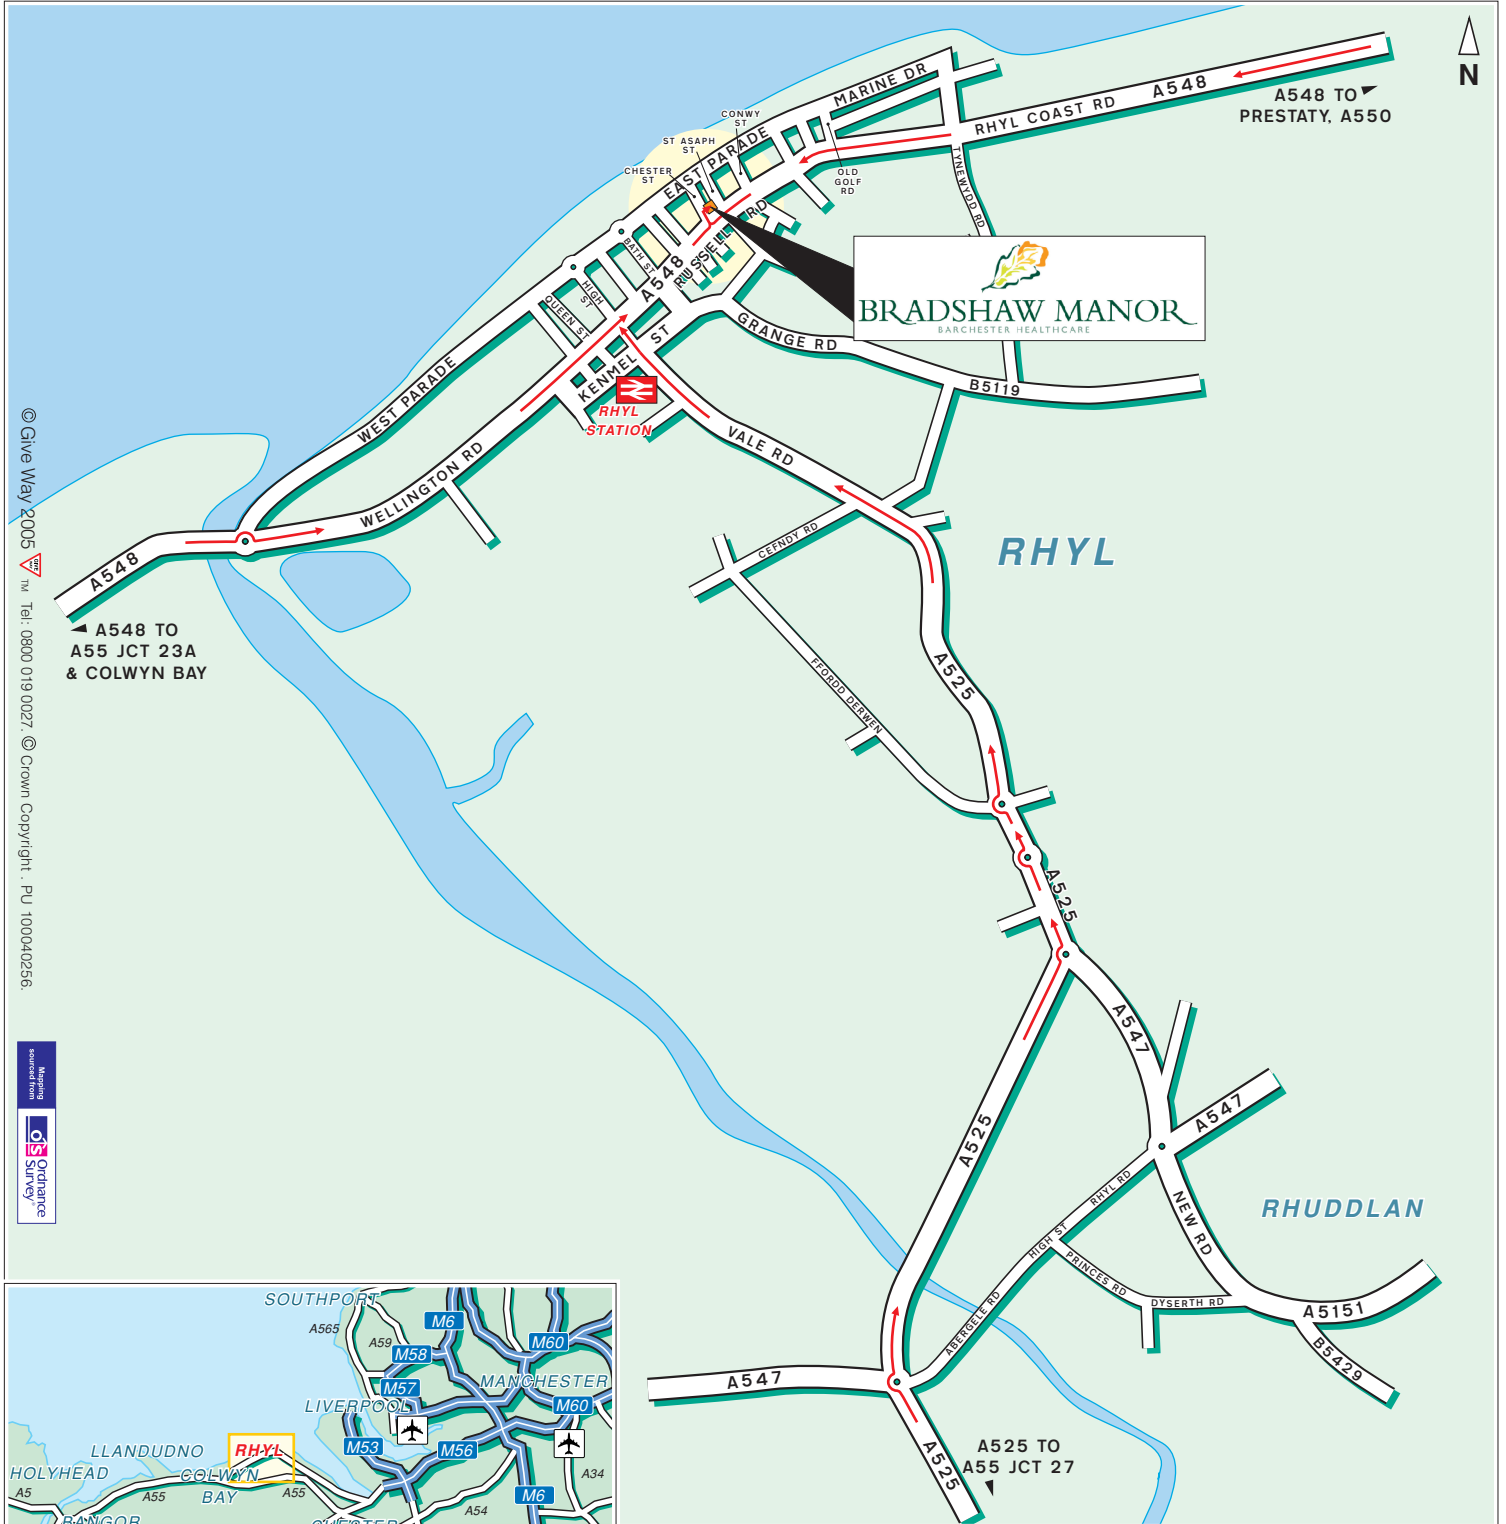 N
MARINE DR
A548
RHYL COAST RD
A548 TO
PRESTATY, A550
CONWY
ST
ST ASAPH
ST
CHESTER
ST
EAST PARADE
OLD
GOLF
RD
TYNEWYDD RD
RUSSELL RD
BATH ST
A548
HIGH
ST
QUEEN ST
BRADSHAW MANOR
BARCHESTER HEALTHCARE
GRANGE RD
B5119
KENMEL ST
WEST PARADE
RHYL
STATION
VALE RD
WELLINGTON RD
CEFNDY RD
RHYL
A548
A548 TO
A55 JCT 23A
& COLWYN BAY
FFORDD DERWEN
A525
A525
A547
A525
A547
RHYL RD
HIGH ST
NEW RD
RHUDDLAN
PRINCES RD
DYSERTH RD
A5151
B5429
ABERGELE RD
A547
A525
A525 TO
A55 JCT 27
© Give Way 2005 ™ Tel: 0800 019 0027. © Crown Copyright . PU 100040256.
Mapping
sourced from
OS
Ordnance
Survey®
SOUTHPORT
A565
A59
M6
M58
M60
M57
MANCHESTER
LIVERPOOL
M60
M53
M56
LLANDUDNO
RHYL
HOLYHEAD
COLWYN
BAY
A5
A55
A55
A54
A34
M6
BANGOR
CHESTER